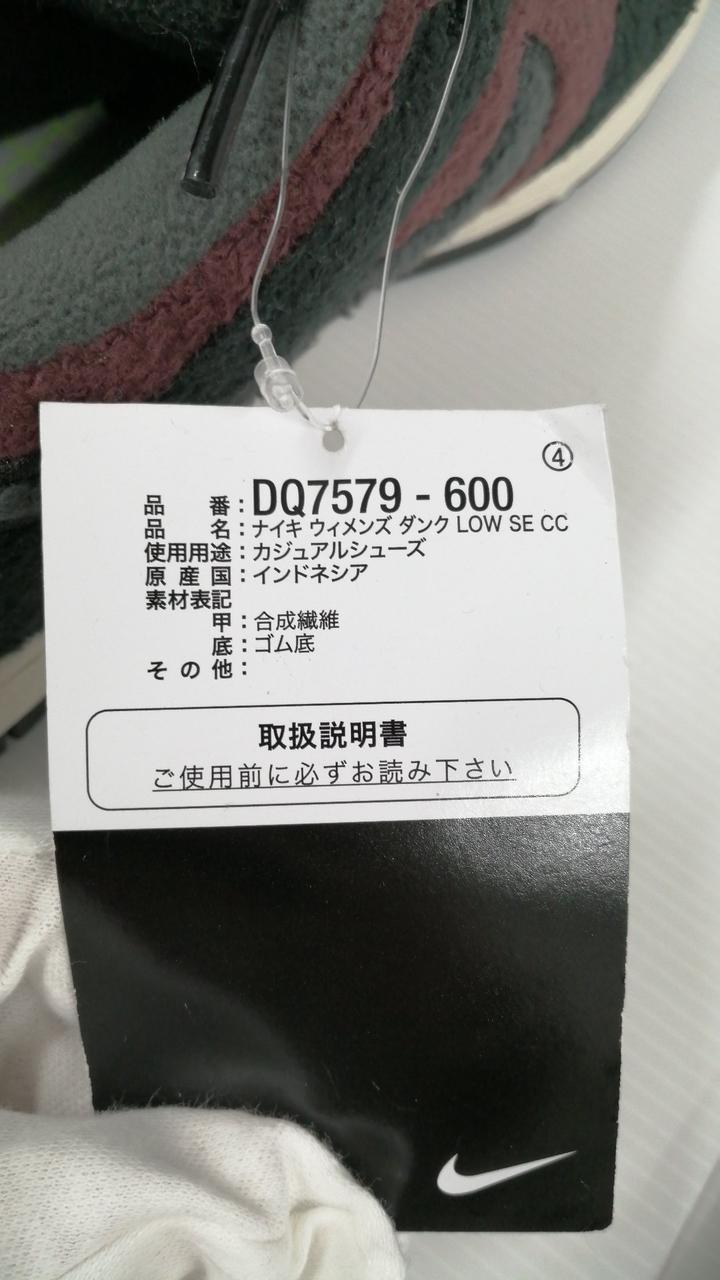 ④
品番：DQ7579 - 600
品名：ナイキ ウィメンズ ダンク LOW SE CC
使用用途：カジュアルシューズ
原産国：インドネシア
素材表記
甲：合成繊維
底：ゴム底
その他：
取扱説明書
ご使用前に必ずお読み下さい